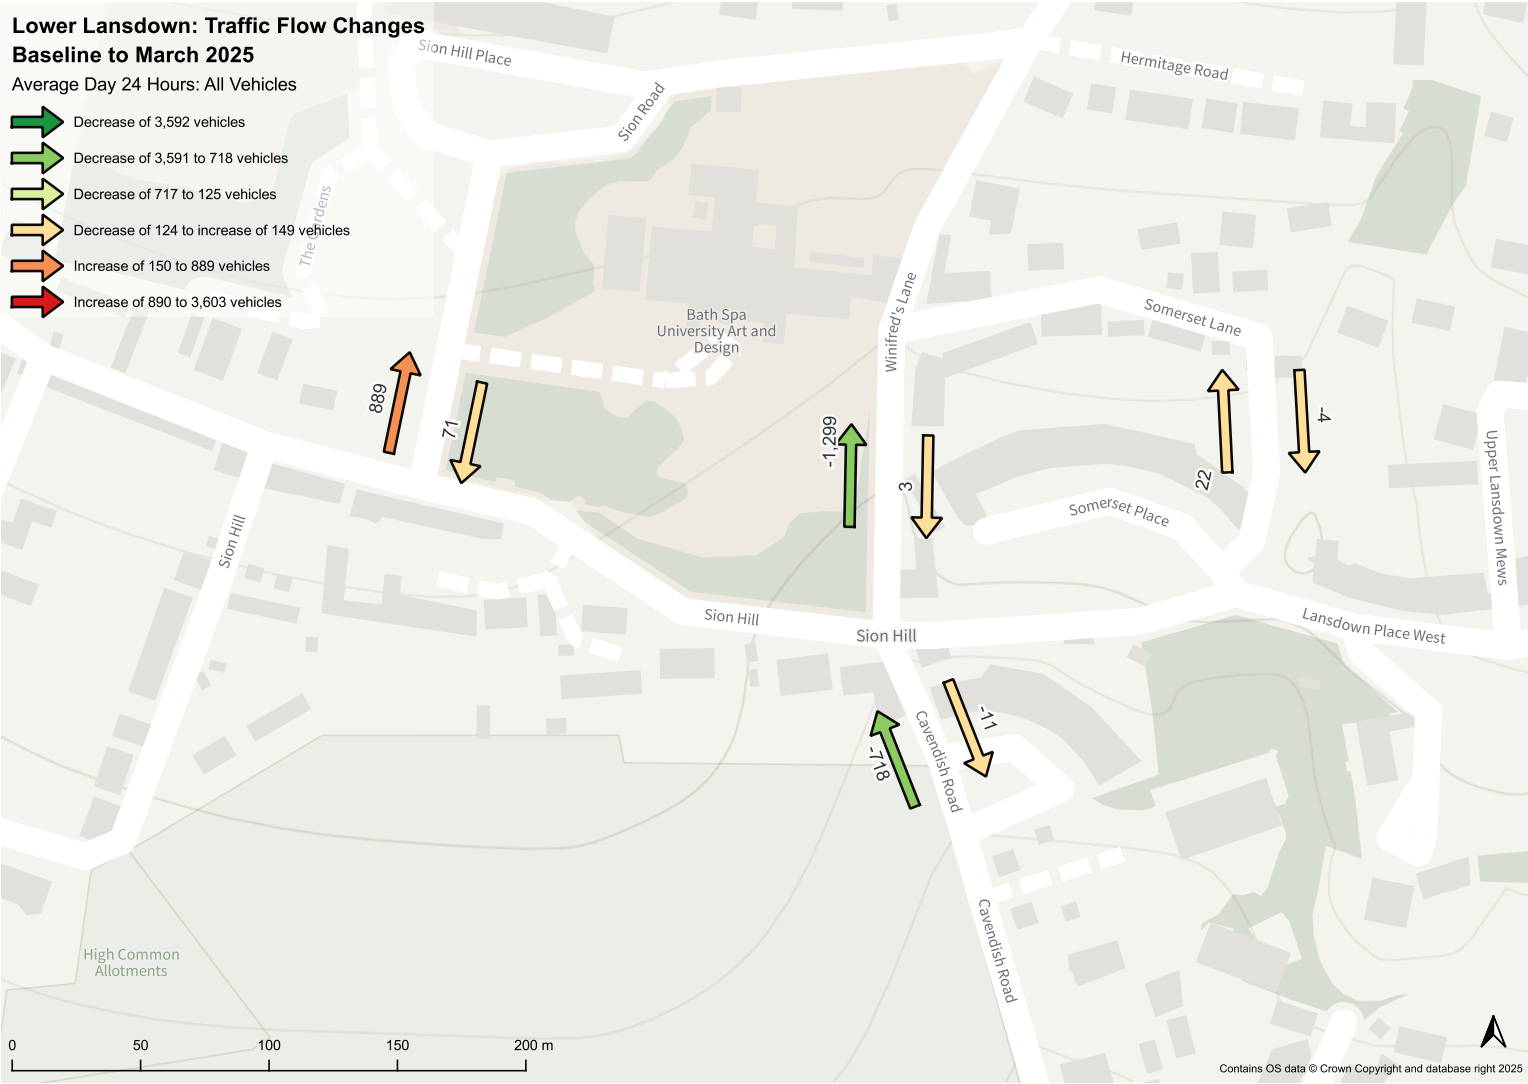 Lower Lansdown: Traffic Flow Changes
Baseline to March 2025
Average Day 24 Hours: All Vehicles
Decrease of 3,592 vehicles
Decrease of 3,591 to 718 vehicles
Decrease of 717 to 125 vehicles
Decrease of 124 to increase of 149 vehicles
Increase of 150 to 889 vehicles
Increase of 890 to 3,603 vehicles
Sion Hill Place
Sion Road
Hermitage Road
The Gardens
Winifred's Lane
Somerset Lane
Bath Spa
University Art and
Design
889
71
-1,299
3
22
-4
Somerset Place
Upper Lansdown Mews
Sion Hill
Sion Hill
Sion Hill
Lansdown Place West
-11
-718
Cavendish Road
Cavendish Road
High Common
Allotments
0 50 100 150 200 m
Contains OS data © Crown Copyright and database right 2025